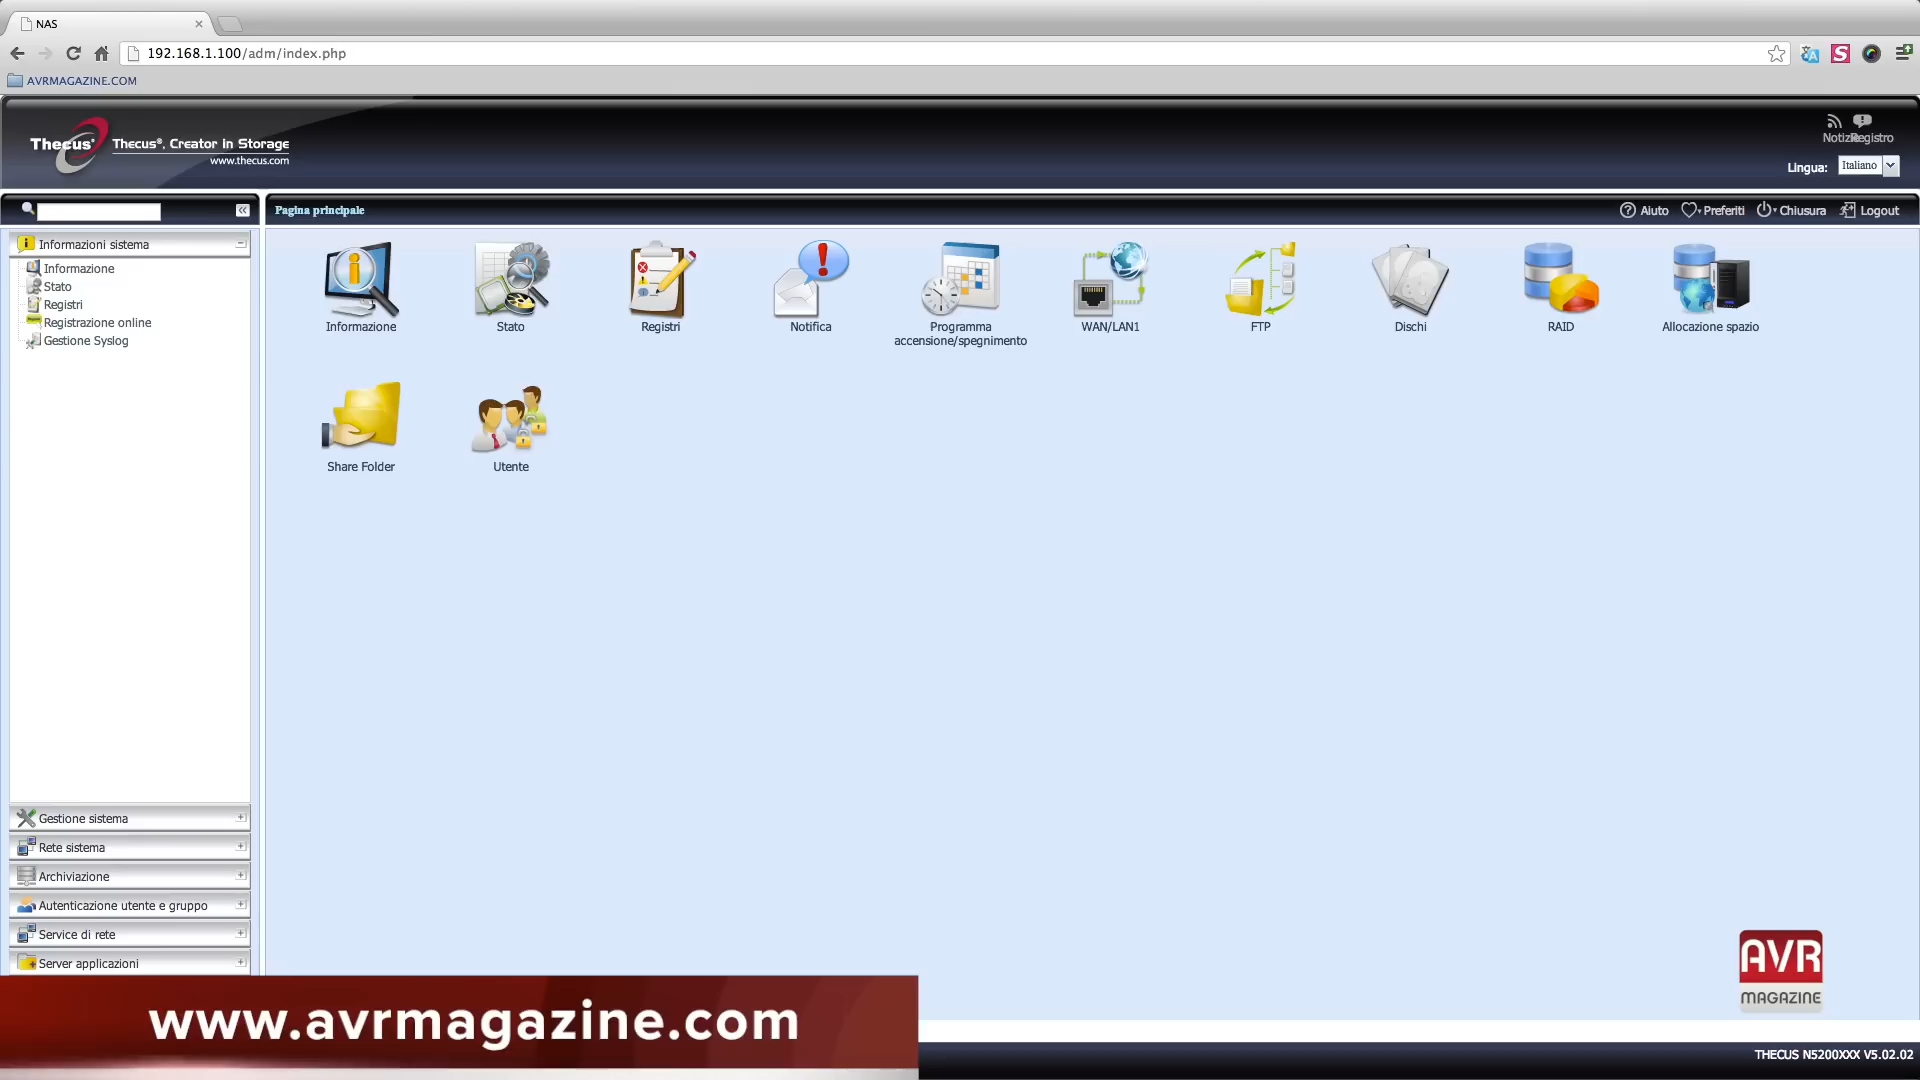 NAS
192.168.1.100/adm/index.php
AVRMAGAZINE.COM
Thecus®
Thecus®, Creator in Storage
www.thecus.com
Notizie
Registro
Lingua: Italiano
Pagina principale
Aiuto Preferiti Chiusura Logout
Informazioni sistema
Informazione
Stato
Registri
Registrazione online
Gestione Syslog
Informazione
Stato
Registri
Notifica
Programma
accensione/spegnimento
WAN/LAN1
FTP
Dischi
RAID
Allocazione spazio
Share Folder
Utente
Gestione sistema
Rete sistema
Archiviazione
Autenticazione utente e gruppo
Service di rete
Server applicazioni
AVR
MAGAZINE
www.avrmagazine.com
THECUS N5200XXX V5.02.02